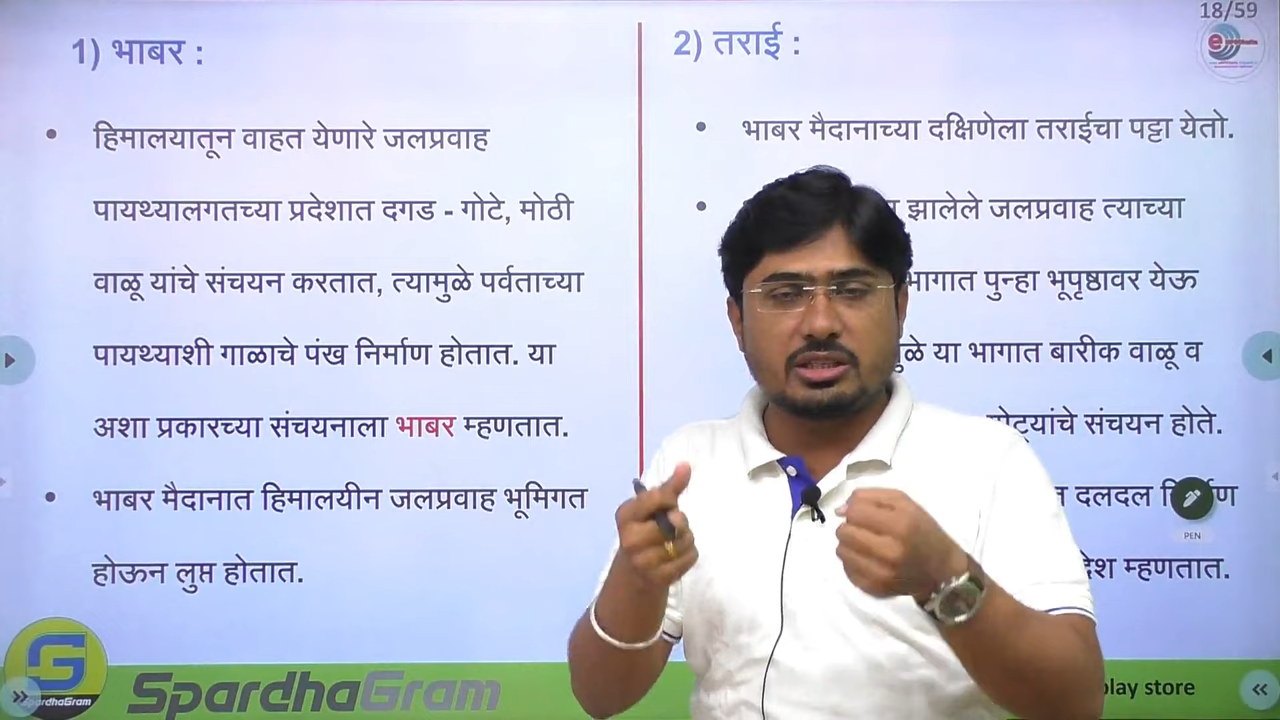 18/59
1) भाबर :
• हिमालयातून वाहत येणारे जलप्रवाह
पायथ्यालगतच्या प्रदेशात दगड - गोटे, मोठी
वाळू यांचे संचयन करतात, त्यामुळे पर्वताच्या
पायथ्याशी गाळाचे पंख निर्माण होतात. या
अशा प्रकारच्या संचयनाला भाबर म्हणतात.
• भाबर मैदानात हिमालयीन जलप्रवाह भूमिगत
होऊन लुप्त होतात.
2) तराई :
• भाबर मैदानाच्या दक्षिणेला तराईचा पट्टा येतो.
• झालेले जलप्रवाह त्याच्या
भागात पुन्हा भूपृष्ठावर येऊ
या भागात बारीक वाळू व
संचयन होते.
दलदल
म्हणतात.
PEN
SpardhaGram
SpardhaGram
play store